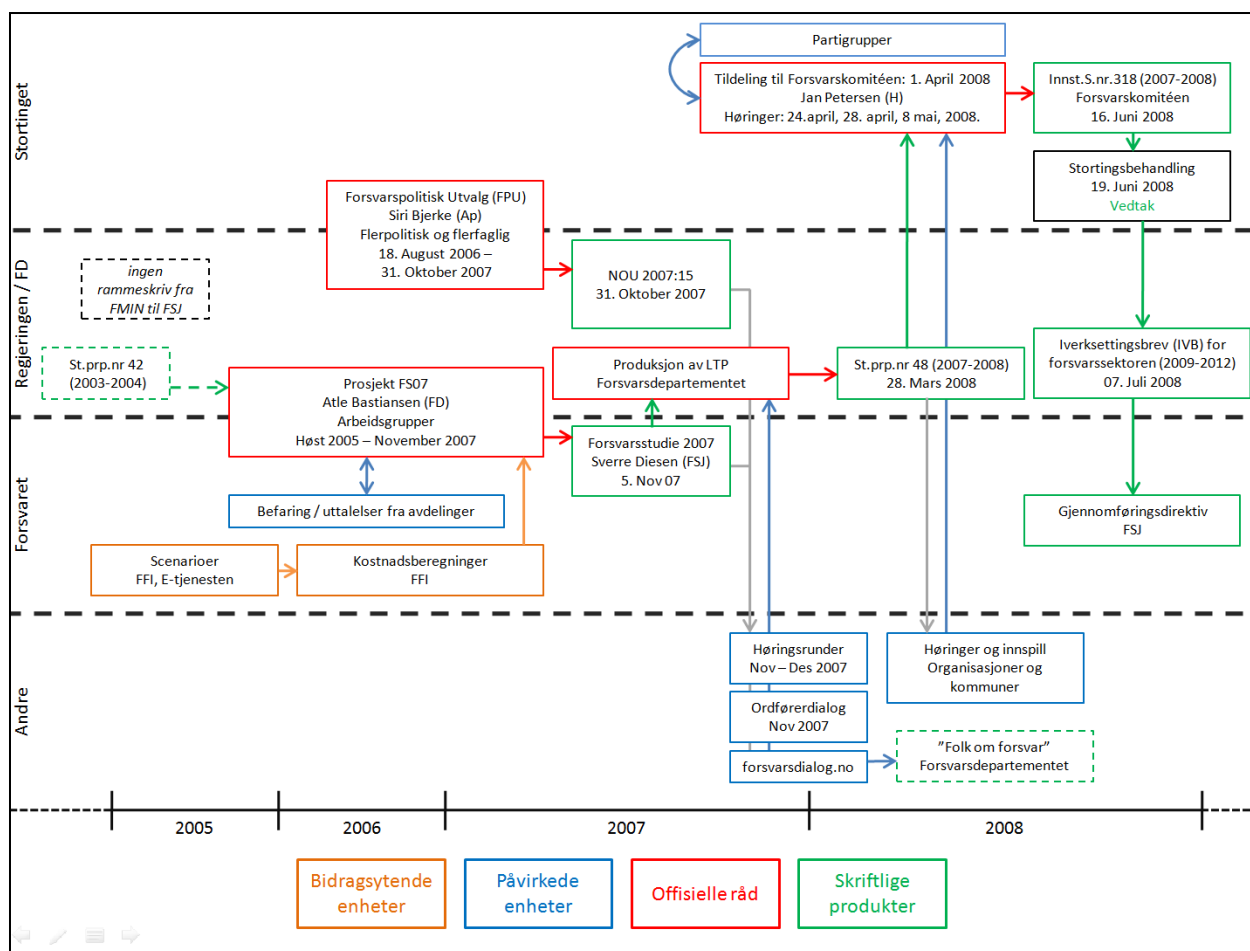 Stortinget
Partigrupper
Tildeling til Forsvarskomitéen: 1. April 2008
Jan Petersen (H)
Høringer: 24.april, 28. april, 8 mai, 2008.
Innst.S.nr.318 (2007-2008)
Forsvarskomitéen
16. Juni 2008
Stortingsbehandling
19. Juni 2008
Vedtak
Forsvarspolitisk Utvalg (FPU)
Siri Bjerke (Ap)
Flerpolitisk og flerfaglig
18. August 2006 –
31. Oktober 2007
Regjeringen / FD
ingen
rammeskriv fra
FMIN til FSJ
NOU 2007:15
31. Oktober 2007
St.prp.nr 42
(2003-2004)
Prosjekt FS07
Atle Bastiansen (FD)
Arbeidsgrupper
Høst 2005 – November 2007
Produksjon av LTP
Forsvarsdepartementet
St.prp.nr 48 (2007-2008)
28. Mars 2008
Iverksettingsbrev (IVB) for
forsvarssektoren (2009-2012)
07. Juli 2008
Forsvaret
Forsvarsstudie 2007
Sverre Diesen (FSJ)
5. Nov 07
Befaring / uttalelser fra avdelinger
Gjennomføringsdirektiv
FSJ
Scenarioer
FFI, E-tjenesten
Kostnadsberegninger
FFI
Andre
Høringsrunder
Nov – Des 2007
Ordførerdialog
Nov 2007
forsvarsdialog.no
Høringer og innspill
Organisasjoner og
kommuner
”Folk om forsvar”
Forsvarsdepartementet
2005
2006
2007
2008
Bidragsytende
enheter
Påvirkede
enheter
Offisielle råd
Skriftlige
produkter